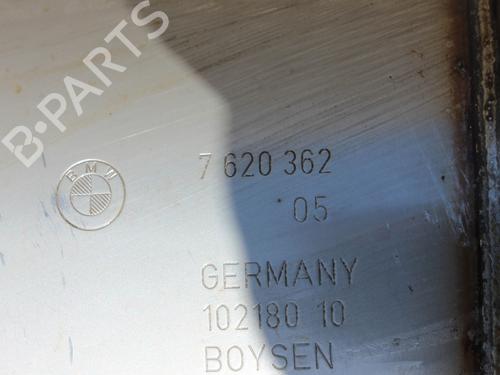 B-PARTS
BMW
7 620 362
05
GERMANY
102180 10
BOYSEN